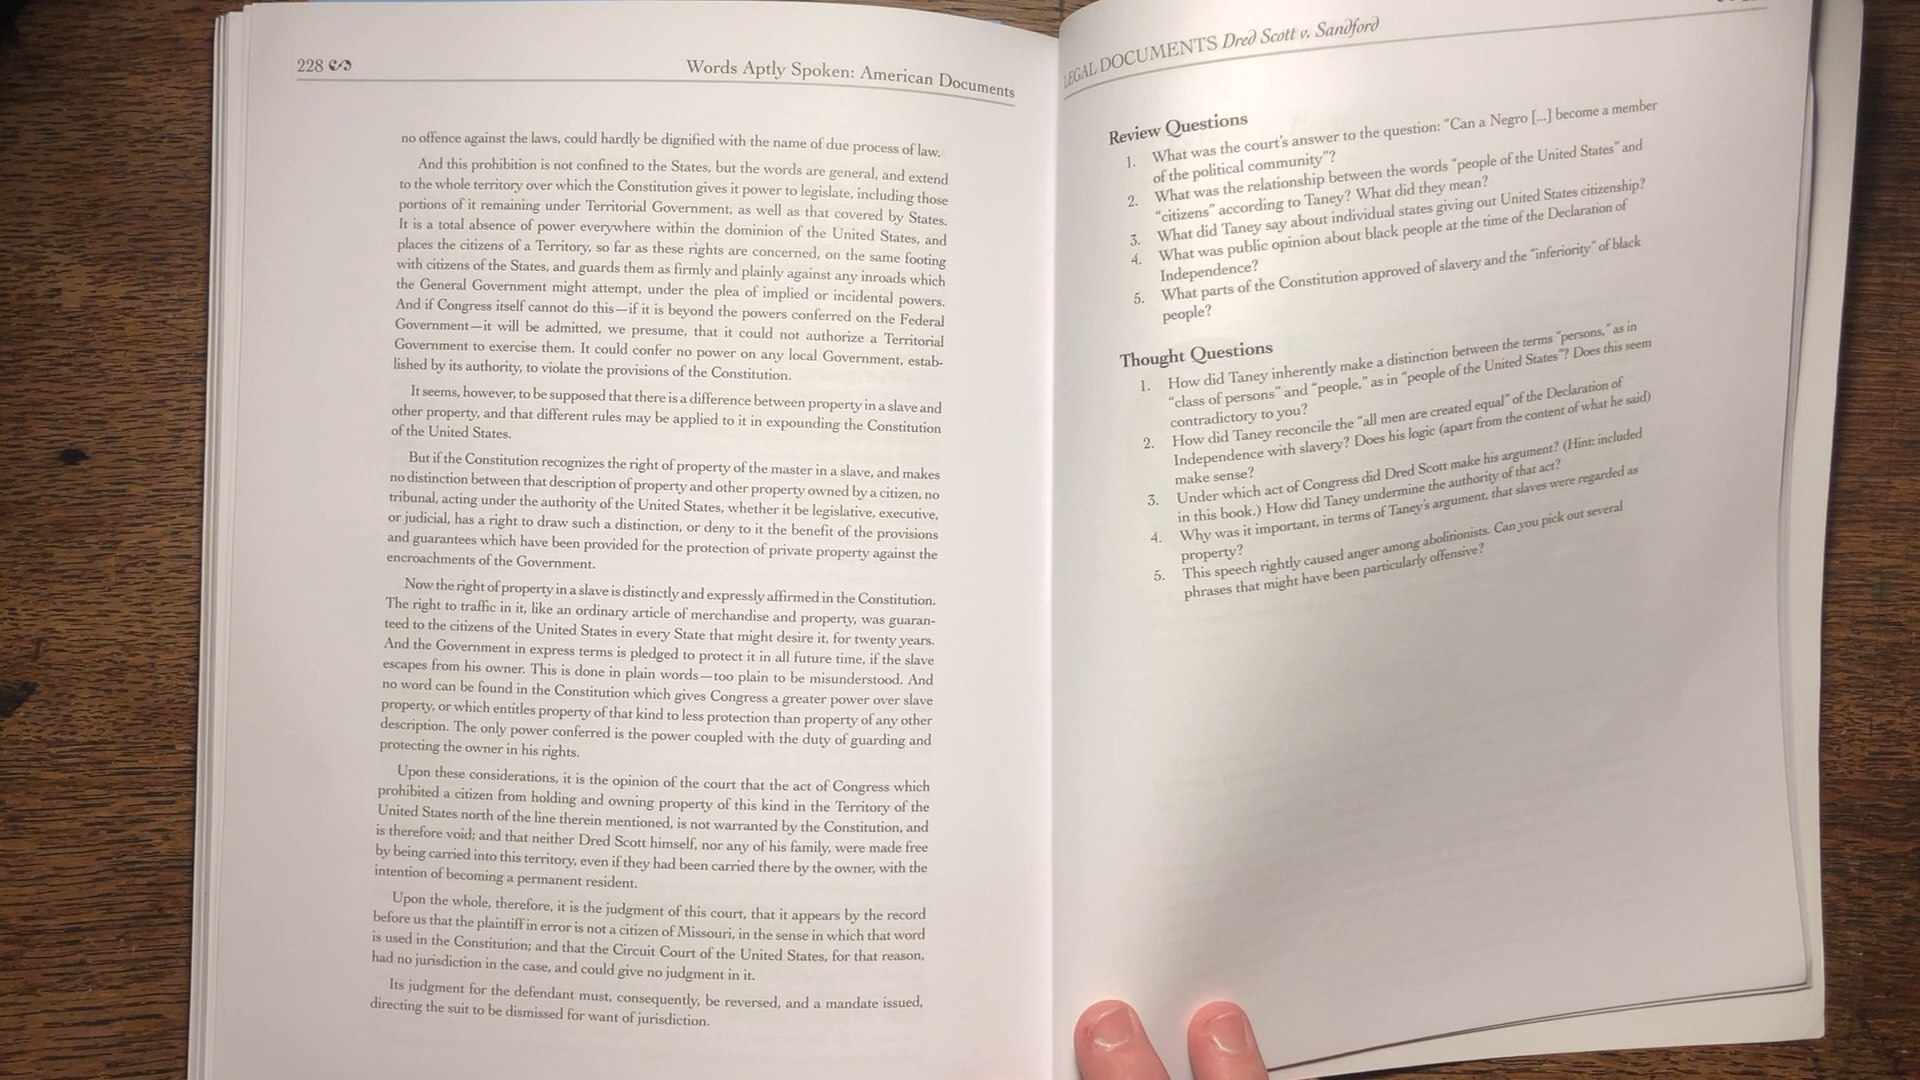 228
Words Aptly Spoken: American Documents
no offence against the laws, could hardly be dignified with the name of due process of law.
And this prohibition is not confined to the States, but the words are general, and extend
to the whole territory over which the Constitution gives it power to legislate, including those
portions of it remaining under Territorial Government, as well as that covered by States.
It is a total absence of power everywhere within the dominion of the United States, and
places the citizens of a Territory, so far as these rights are concerned, on the same footing
with citizens of the States, and guards them as firmly and plainly against any inroads which
the General Government might attempt, under the plea of implied or incidental powers.
And if Congress itself cannot do this—if it is beyond the powers conferred on the Federal
Government—it will be admitted, we presume, that it could not authorize a Territorial
Government to exercise them. It could confer no power on any local Government, estab-
lished by its authority, to violate the provisions of the Constitution.
It seems, however, to be supposed that there is a difference between property in a slave and
other property, and that different rules may be applied to it in expounding the Constitution
of the United States.
But if the Constitution recognizes the right of property of the master in a slave, and makes
no distinction between that description of property and other property owned by a citizen, no
tribunal, acting under the authority of the United States, whether it be legislative, executive,
or judicial, has a right to draw such a distinction, or deny to it the benefit of the provisions
and guarantees which have been provided for the protection of private property against the
encroachments of the Government.
Now the right of property in a slave is distinctly and expressly affirmed in the Constitution.
The right to traffic in it, like an ordinary article of merchandise and property, was guaran-
teed to the citizens of the United States in every State that might desire it, for twenty years.
And the Government in express terms is pledged to protect it in all future time, if the slave
escapes from his owner. This is done in plain words—too plain to be misunderstood. And
no word can be found in the Constitution which gives Congress a greater power over slave
property, or which entitles property of that kind to less protection than property of any other
description. The only power conferred is the power coupled with the duty of guarding and
protecting the owner in his rights.
Upon these considerations, it is the opinion of the court that the act of Congress which
prohibited a citizen from holding and owning property of this kind in the Territory of the
United States north of the line therein mentioned, is not warranted by the Constitution, and
is therefore void; and that neither Dred Scott himself, nor any of his family, were made free
by being carried into this territory, even if they had been carried there by the owner, with the
intention of becoming a permanent resident.
Upon the whole, therefore, it is the judgment of this court, that it appears by the record
before us that the plaintiff in error is not a citizen of Missouri, in the sense in which that word
is used in the Constitution; and that the Circuit Court of the United States, for that reason,
had no jurisdiction in the case, and could give no judgment in it.
Its judgment for the defendant must, consequently, be reversed, and a mandate issued,
directing the suit to be dismissed for want of jurisdiction.
LEGAL DOCUMENTS Dred Scott v. Sandford
Review Questions
1. What was the court's answer to the question: "Can a Negro [...] become a member
of the political community"?
2. What was the relationship between the words "people of the United States" and
"citizens" according to Taney? What did they mean?
3. What did Taney say about individual states giving out United States citizenship?
4. What was public opinion about black people at the time of the Declaration of
Independence?
5. What parts of the Constitution approved of slavery and the "inferiority" of black
people?
Thought Questions
1. How did Taney inherently make a distinction between the terms "persons," as in
"class of persons" and "people," as in "people of the United States"? Does this seem
contradictory to you?
2. How did Taney reconcile the "all men are created equal" of the Declaration of
Independence with slavery? Does his logic (apart from the content of what he said)
make sense?
3. Under which act of Congress did Dred Scott make his argument? (Hint: included
in this book.) How did Taney undermine the authority of that act?
4. Why was it important, in terms of Taney's argument, that slaves were regarded as
property?
5. This speech rightly caused anger among abolitionists. Can you pick out several
phrases that might have been particularly offensive?